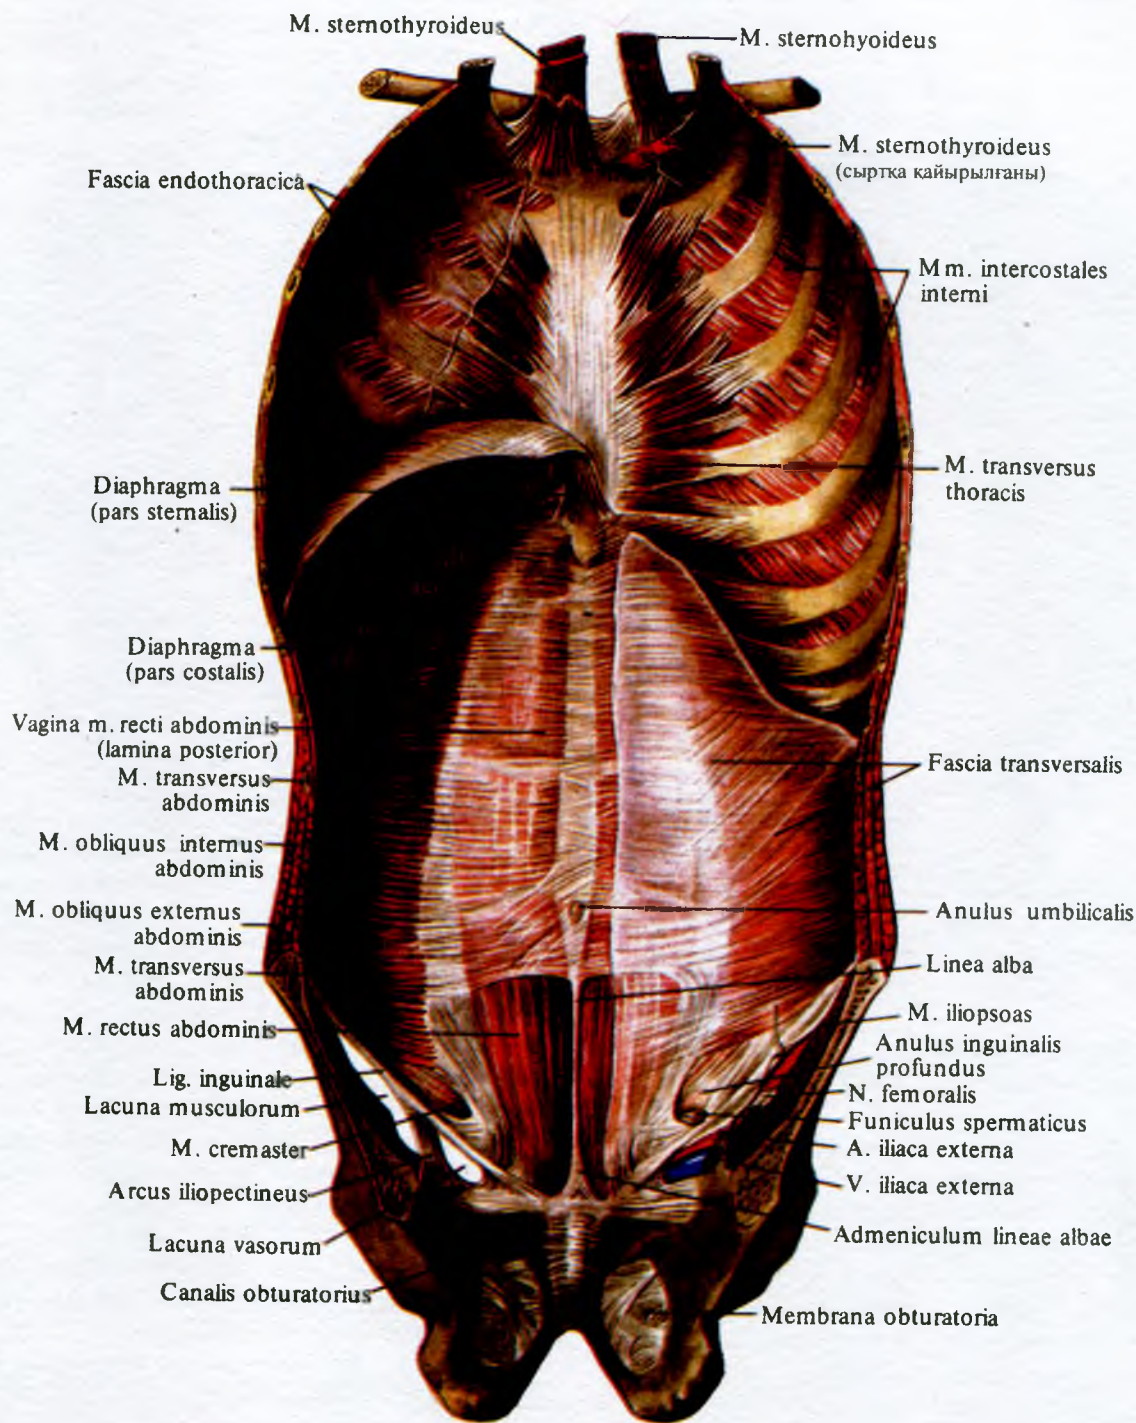 M. sternothyroideus
M. sternohyoideus
M. sternothyroideus
(сыртка кайырылганы)
Fascia endothoracica
Mm. intercostales
interni
M. transversus
thoracis
Diaphragma
(pars sternalis)
Diaphragma
(pars costalis)
Vagina m. recti abdominis
(lamina posterior)
M. transversus
abdominis
Fascia transversalis
M. obliquus internus
abdominis
M. obliquus externus
abdominis
Anulus umbilicalis
M. transversus
abdominis
Linea alba
M. rectus abdominis
M. iliopsoas
Anulus inguinalis
profundus
Lig. inguinale
N. femoralis
Lacuna musculorum
Funiculus spermaticus
M. cremaster
A. iliaca externa
Arcus iliopectineus
V. iliaca externa
Lacuna vasorum
Admeniculum lineae albae
Canalis obturatorius
Membrana obturatoria